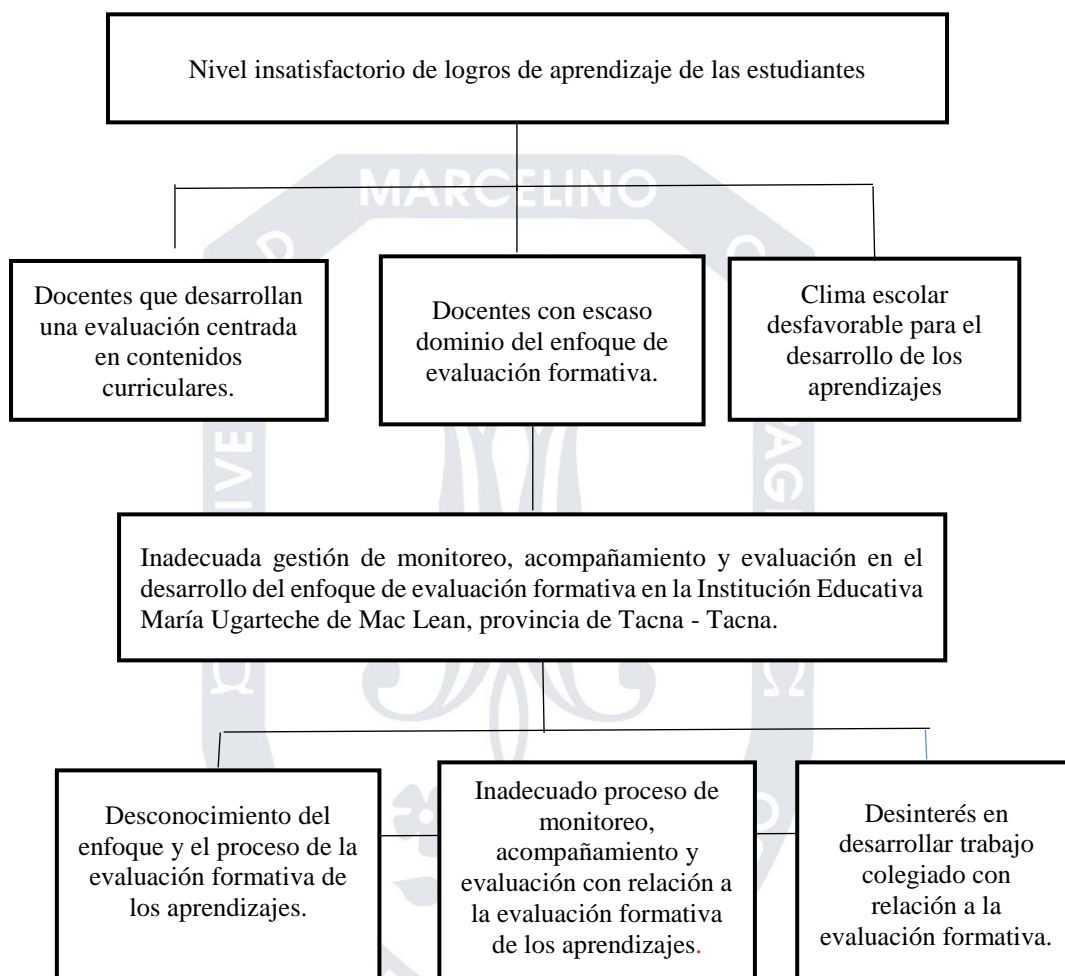 Nivel insatisfactorio de logros de aprendizaje de las estudiantes
MARCELINO
Docentes que desarrollan
una evaluación centrada
en contenidos
curriculares.
Docentes con escaso
dominio del enfoque de
evaluación formativa.
Clima escolar
desfavorable para el
desarrollo de los
aprendizajes
Inadecuada gestión de monitoreo, acompañamiento y evaluación en el
desarrollo del enfoque de evaluación formativa en la Institución Educativa
María Ugarteche de Mac Lean, provincia de Tacna - Tacna.
Desconocimiento del
enfoque y el proceso de la
evaluación formativa de
los aprendizajes.
Inadecuado proceso de
monitoreo,
acompañamiento y
evaluación con relación a
la evaluación formativa
de los aprendizajes.
Desinterés en
desarrollar trabajo
colegiado con
relación a la
evaluación formativa.